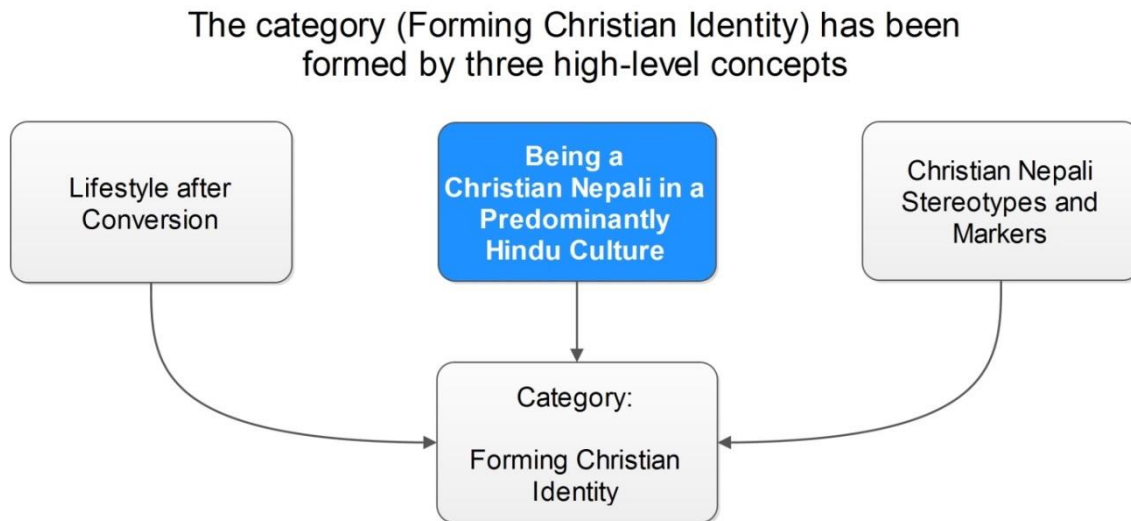 The category (Forming Christian Identity) has been
formed by three high-level concepts
Lifestyle after
Conversion
Being a
Christian Nepali in a
Predominantly
Hindu Culture
Christian Nepali
Stereotypes and
Markers
Category:
Forming Christian
Identity